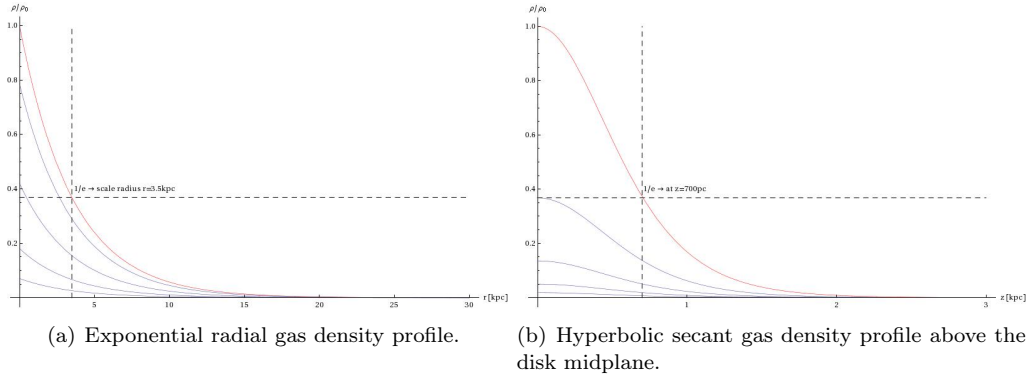 ρ/ρ0
1.0
0.8
0.6
0.4
0.2
1/e → scale radius r=3.5kpc
5
10
15
20
25
30
r[kpc]
(a) Exponential radial gas density profile.
ρ/ρ0
1.0
0.8
0.6
0.4
0.2
1/e → at z=700pc
1
2
3
z[kpc]
(b) Hyperbolic secant gas density profile above the
disk midplane.